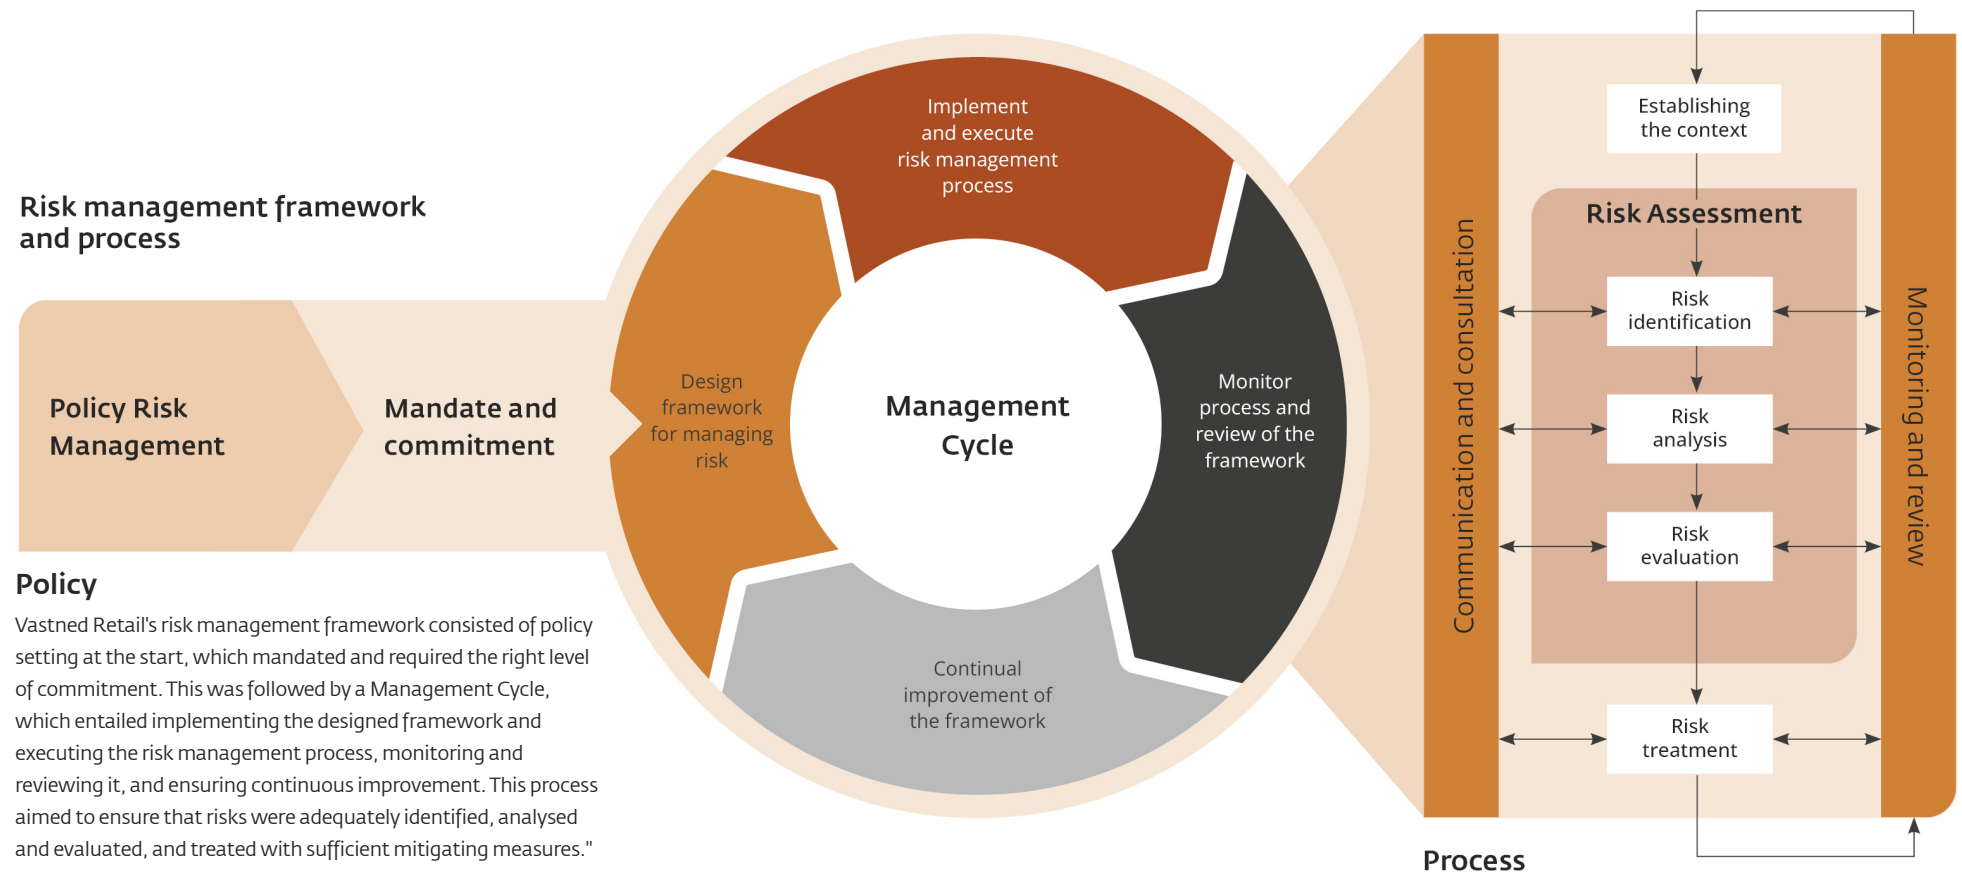 Risk management framework
and process
Policy Risk
Management
Mandate and
commitment
Policy
Vastned Retail's risk management framework consisted of policy
setting at the start, which mandated and required the right level
of commitment. This was followed by a Management Cycle,
which entailed implementing the designed framework and
executing the risk management process, monitoring and
reviewing it, and ensuring continuous improvement. This process
aimed to ensure that risks were adequately identified, analysed
and evaluated, and treated with sufficient mitigating measures."
Implement
and execute
risk management
process
Design
framework
for managing
risk
Management
Cycle
Monitor
process and
review of the
framework
Continual
improvement of
the framework
Communication and consultation
Establishing
the context
Risk Assessment
Risk
identification
Risk
analysis
Risk
evaluation
Risk
treatment
Monitoring and review
Process